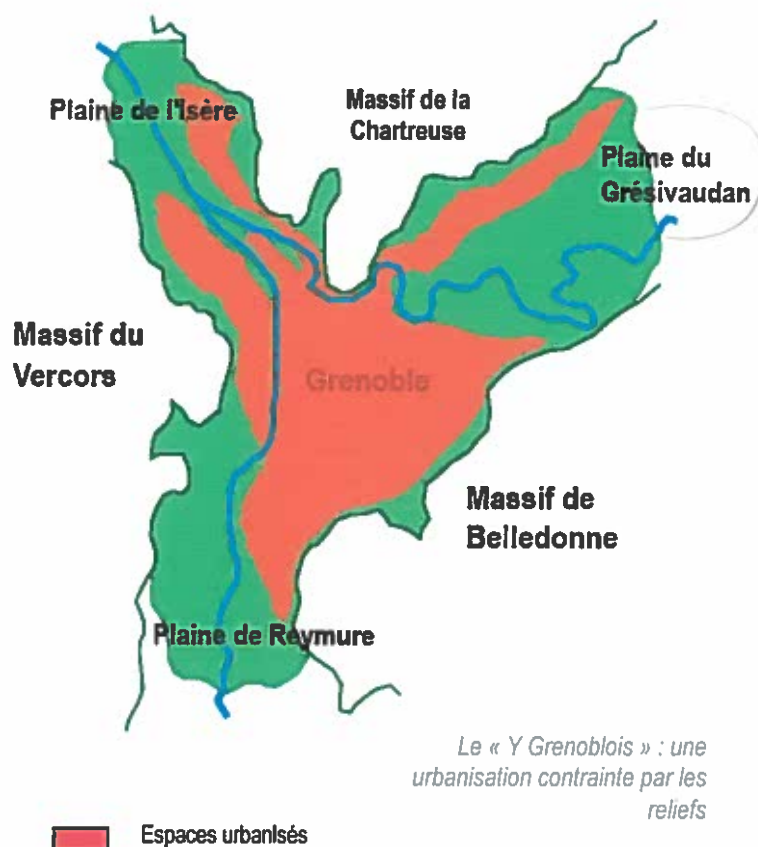 Plaine de l'Isère
Massif de la
Chartreuse
Plaine du
Grésivaudan
Massif du
Vercors
Grenoble
Massif de
Belledonne
Plaine de Reymure
Le « Y Grenoblois » : une
urbanisation contrainte par les
reliefs
Espaces urbanisés